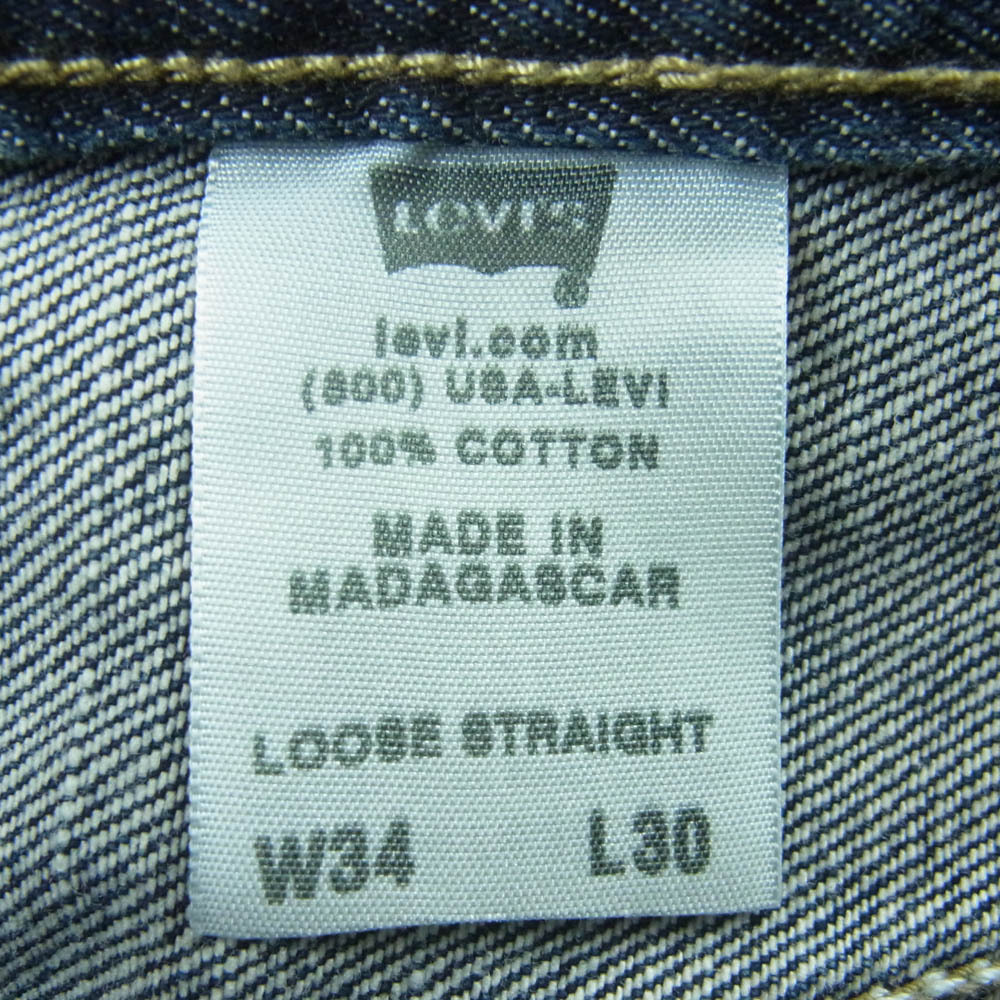 LEVI'S
levi.com
(800) USA-LEVI
100% COTTON
MADE IN
MADAGASCAR
LOOSE STRAIGHT
W34 L30